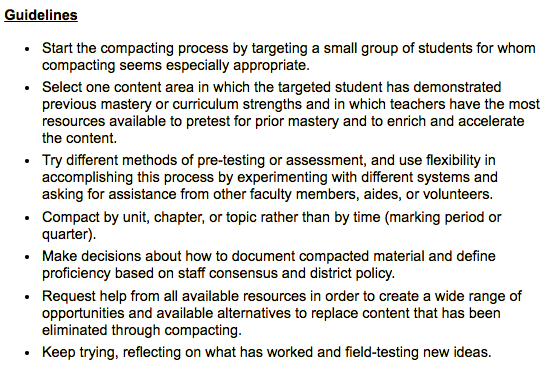 Guidelines
• Start the compacting process by targeting a small group of students for whom
compacting seems especially appropriate.
• Select one content area in which the targeted student has demonstrated
previous mastery or curriculum strengths and in which teachers have the most
resources available to pretest for prior mastery and to enrich and accelerate
the content.
• Try different methods of pre-testing or assessment, and use flexibility in
accomplishing this process by experimenting with different systems and
asking for assistance from other faculty members, aides, or volunteers.
• Compact by unit, chapter, or topic rather than by time (marking period or
quarter).
• Make decisions about how to document compacted material and define
proficiency based on staff consensus and district policy.
• Request help from all available resources in order to create a wide range of
opportunities and available alternatives to replace content that has been
eliminated through compacting.
• Keep trying, reflecting on what has worked and field-testing new ideas.